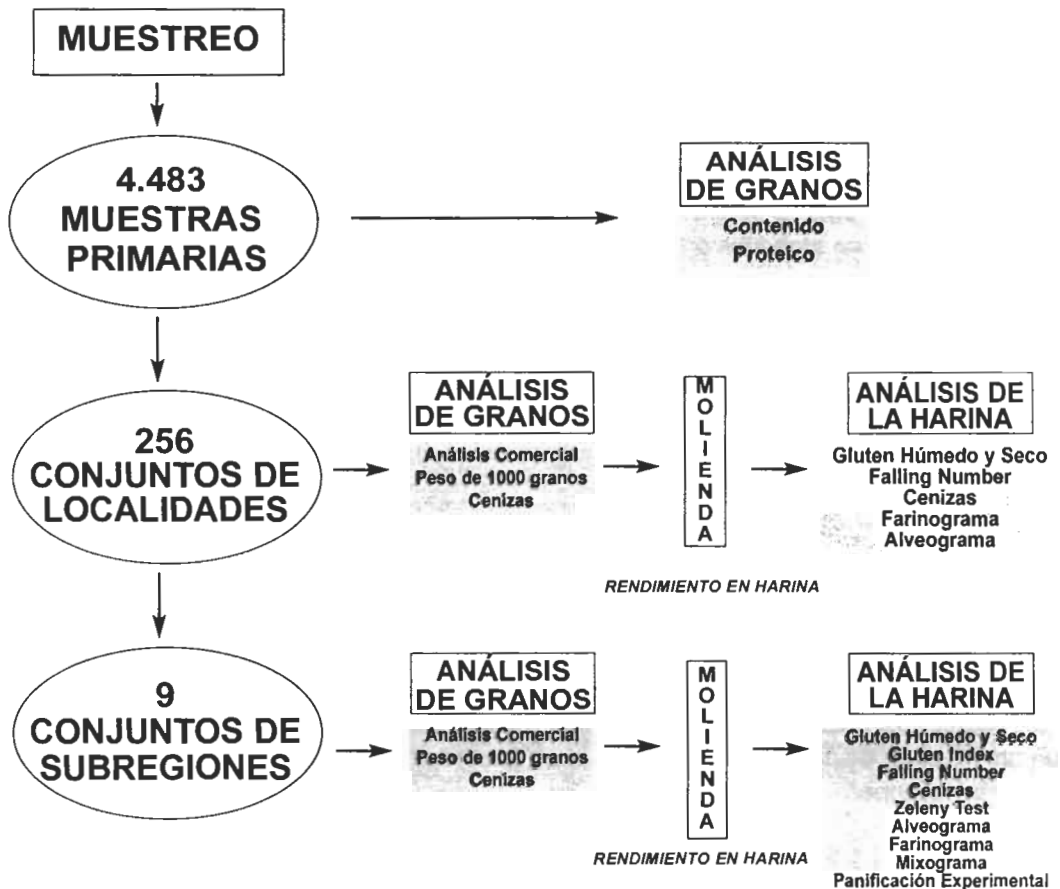 MUESTREO
4.483
MUESTRAS
PRIMARIAS
ANÁLISIS
DE GRANOS
Contenido
Proteico
256
CONJUNTOS DE
LOCALIDADES
ANÁLISIS
DE GRANOS
Análisis Comercial
Peso de 1000 granos
Cenizas
MOLIENDA
RENDIMIENTO EN HARINA
ANÁLISIS DE
LA HARINA
Gluten Húmedo y Seco
Falling Number
Cenizas
Farinograma
Alveograma
9
CONJUNTOS DE
SUBREGIONES
ANÁLISIS
DE GRANOS
Análisis Comercial
Peso de 1000 granos
Cenizas
MOLIENDA
RENDIMIENTO EN HARINA
ANÁLISIS DE
LA HARINA
Gluten Húmedo y Seco
Gluten Index
Falling Number
Cenizas
Zeleny Test
Alveograma
Farinograma
Mixograma
Panificación Experimental